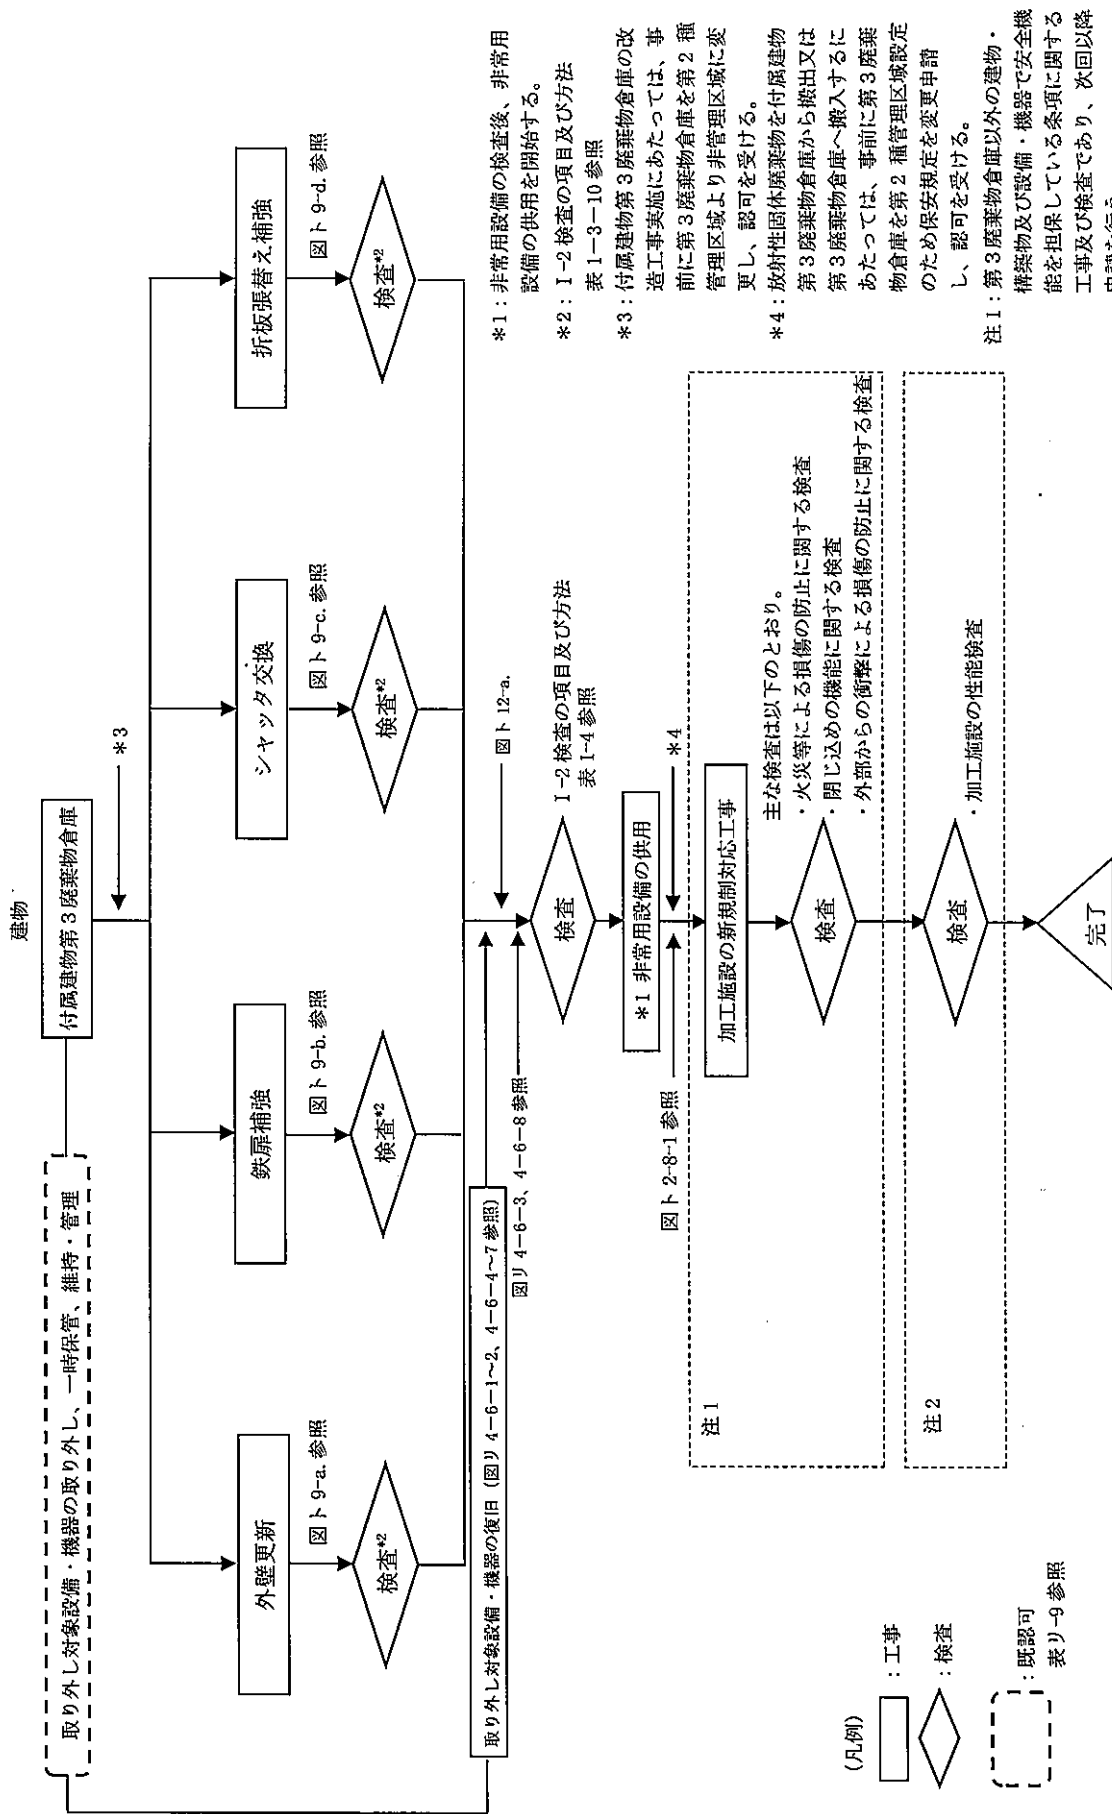 建物
付属建物第3廃棄物倉庫
取り外し対象設備・機器の取り外し、一時保管、維持・管理
*3
外壁更新
図ト 9-a. 参照
検査*2
鉄扉補強
図ト 9-b. 参照
検査*2
シャッタ交換
図ト 9-c. 参照
検査*2
折板張替え補強
図ト 9-d. 参照
検査*2
取り外し対象設備・機器の復旧 (図リ 4-6-1~2、4-6-4~7 参照)
図ト 12-a.
図リ 4-6-3、4-6-8 参照
検査
I-2 検査の項目及び方法
表 I-4 参照
*1 非常用設備の供用
図ト 2-8-1 参照
*4
注1
加工施設の新規制対応工事
検査
主な検査は以下のとおり。
・火災等による損傷の防止に関する検査
・閉じ込めの機能に関する検査
・外部からの衝撃による損傷の防止に関する検査
注2
検査
・加工施設の性能検査
完了
(凡例)
:工事
:検査
:既認可
表リ-9 参照
*1:非常用設備の検査後、非常用
設備の供用を開始する。
*2:I-2 検査の項目及び方法
表 I-3-10 参照
*3:付属建物第3廃棄物倉庫の改
造工事実施にあたっては、事
前に第3廃棄物倉庫を第2種
管理区域より非管理区域に変
更し、認可を受ける。
*4:放射性固体廃棄物を付属建物
第3廃棄物倉庫から搬出又は
第3廃棄物倉庫へ搬入するに
あたっては、事前に第3廃棄
物倉庫を第2種管理区域設定
のため保安規定を変更申請
し、認可を受ける。
注1:第3廃棄物倉庫以外の建物・
構築物及び設備・機器で安全機
能を担保している条項に関する
工事及び検査であり、次回以降